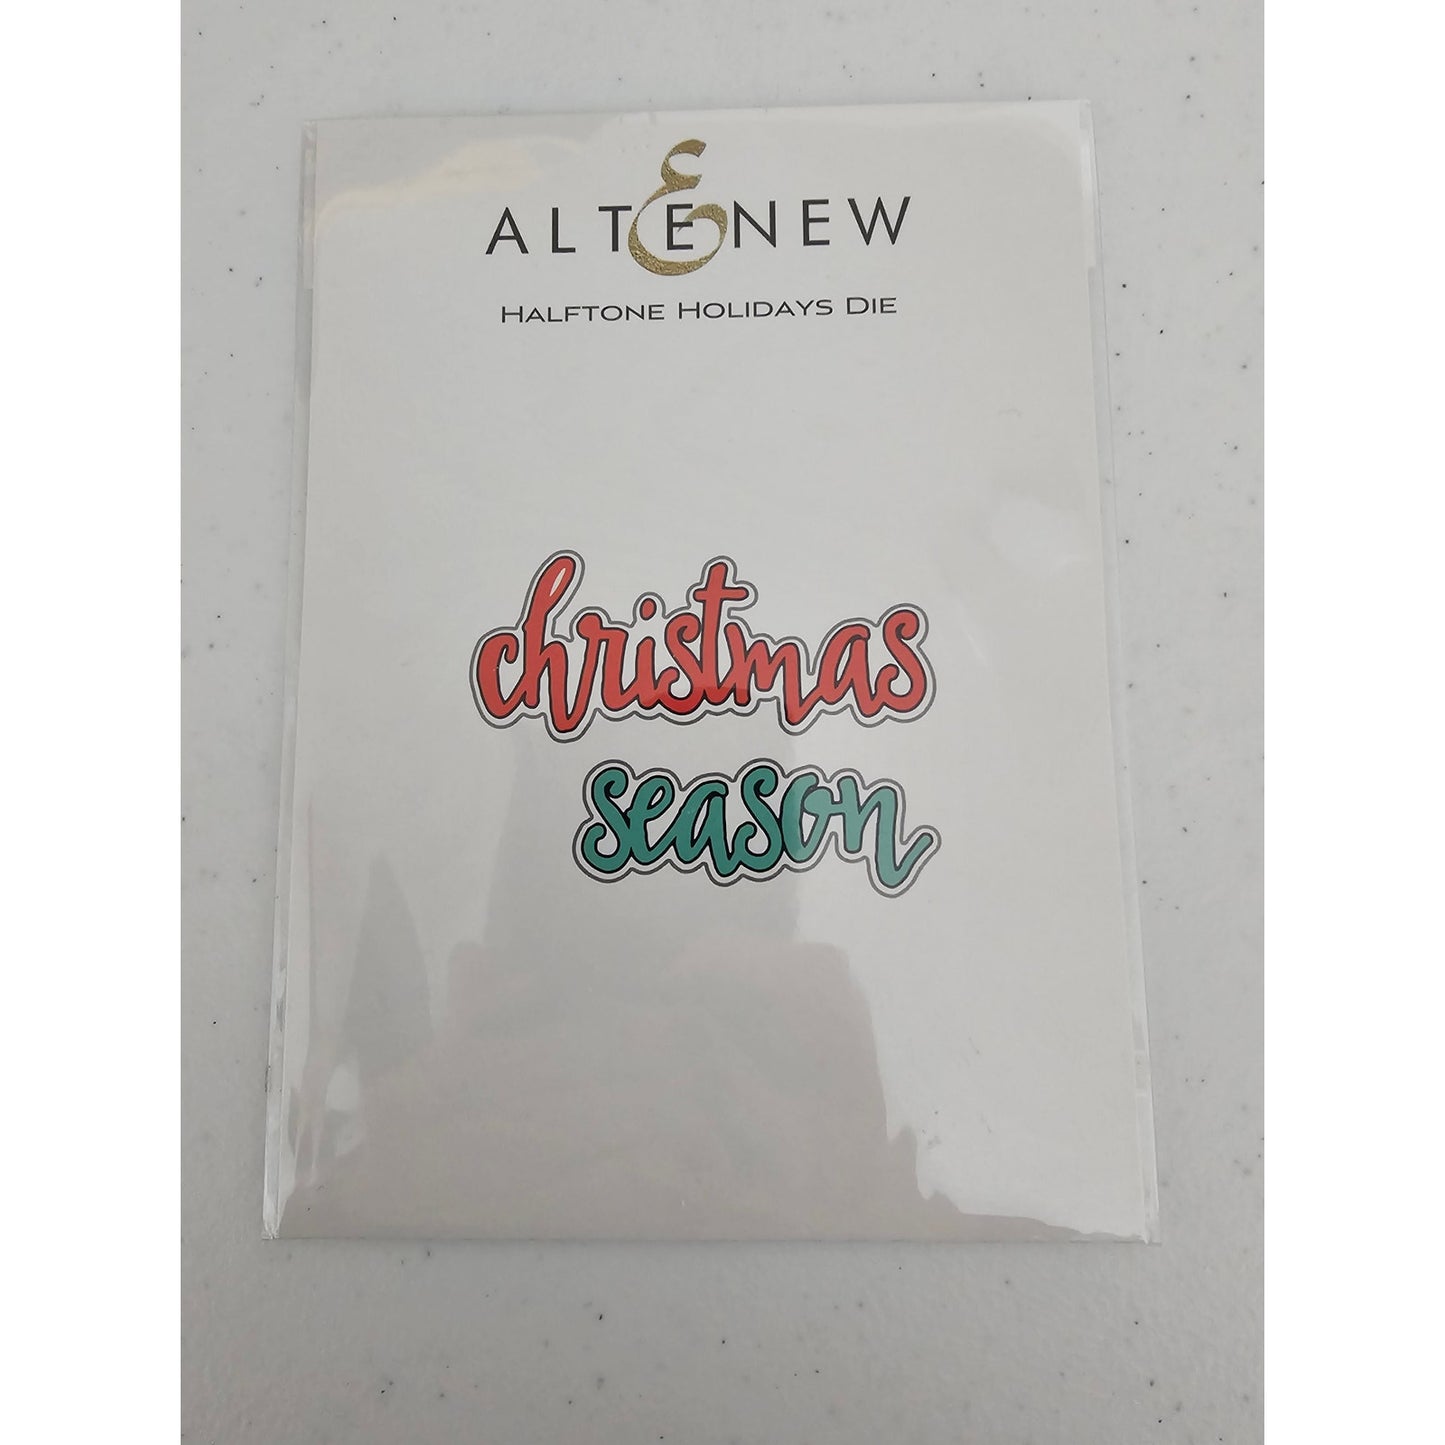 ALTENEW
HALFTONE HOLIDAYS DIE
christmas
season